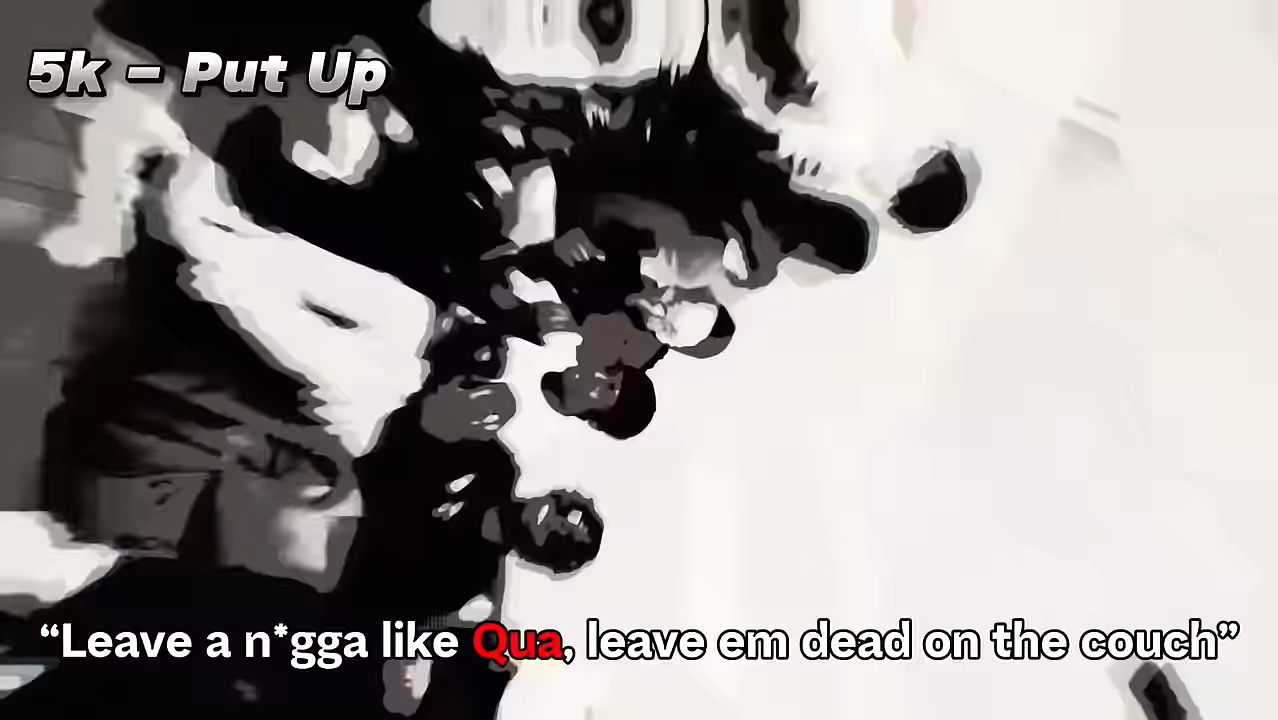 5k - Put Up
“Leave a n*gga like Qua, leave em dead on the couch”